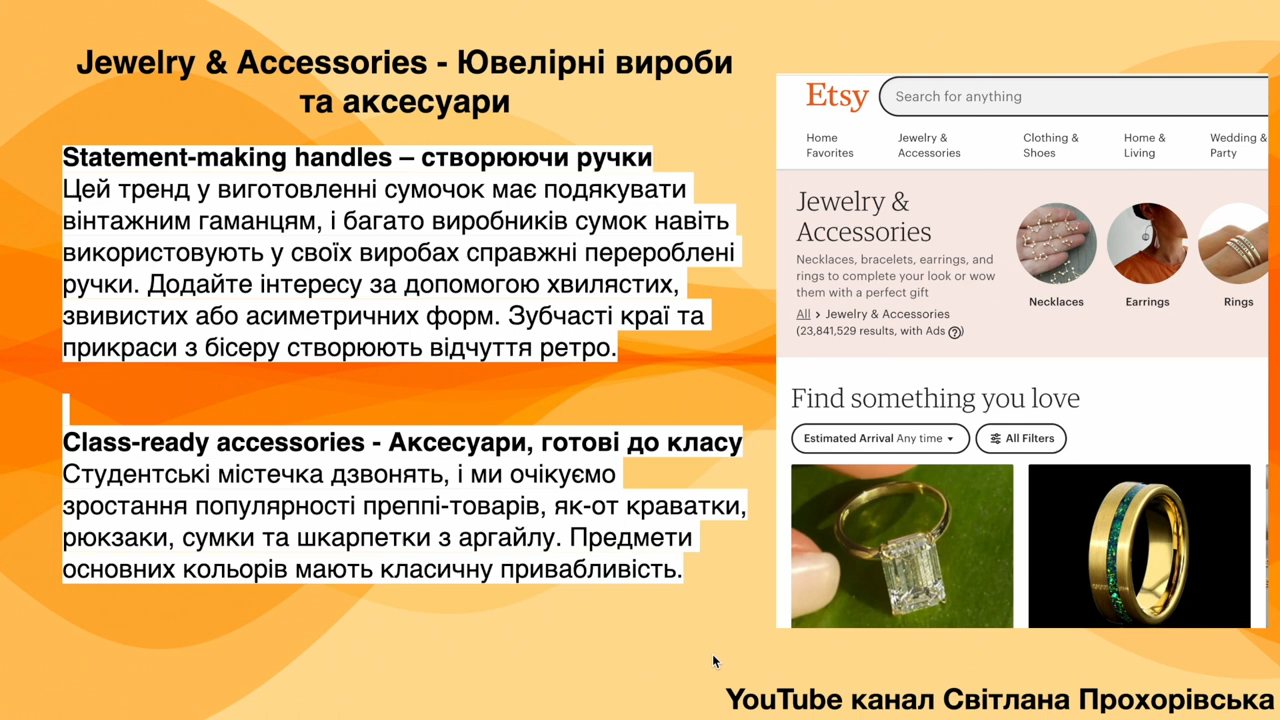 Jewelry & Accessories - Ювелірні вироби
та аксесуари
Statement-making handles – створюючи ручки
Цей тренд у виготовленні сумочок має подякувати
вінтажним гаманцям, і багато виробників сумок навіть
використовують у своїх виробах справжні перероблені
ручки. Додайте інтересу за допомогою хвилястих,
звивистих або асиметричних форм. Зубчасті краї та
прикраси з бісеру створюють відчуття ретро.
Class-ready accessories - Аксесуари, готові до класу
Студентські містечка дзвонять, і ми очікуємо
зростання популярності преппі-товарів, як-от краватки,
рюкзаки, сумки та шкарпетки з аргайлу. Предмети
основних кольорів мають класичну привабливість.
Etsy
Search for anything
Home
Favorites
Jewelry &
Accessories
Clothing &
Shoes
Home &
Living
Wedding &
Party
Jewelry &
Accessories
Necklaces, bracelets, earrings, and
rings to complete your look or wow
them with a perfect gift
All > Jewelry & Accessories
(23,841,529 results, with Ads ?)
Necklaces
Earrings
Rings
Find something you love
Estimated Arrival Any time
All Filters
YouTube канал Світлана Прохорівська